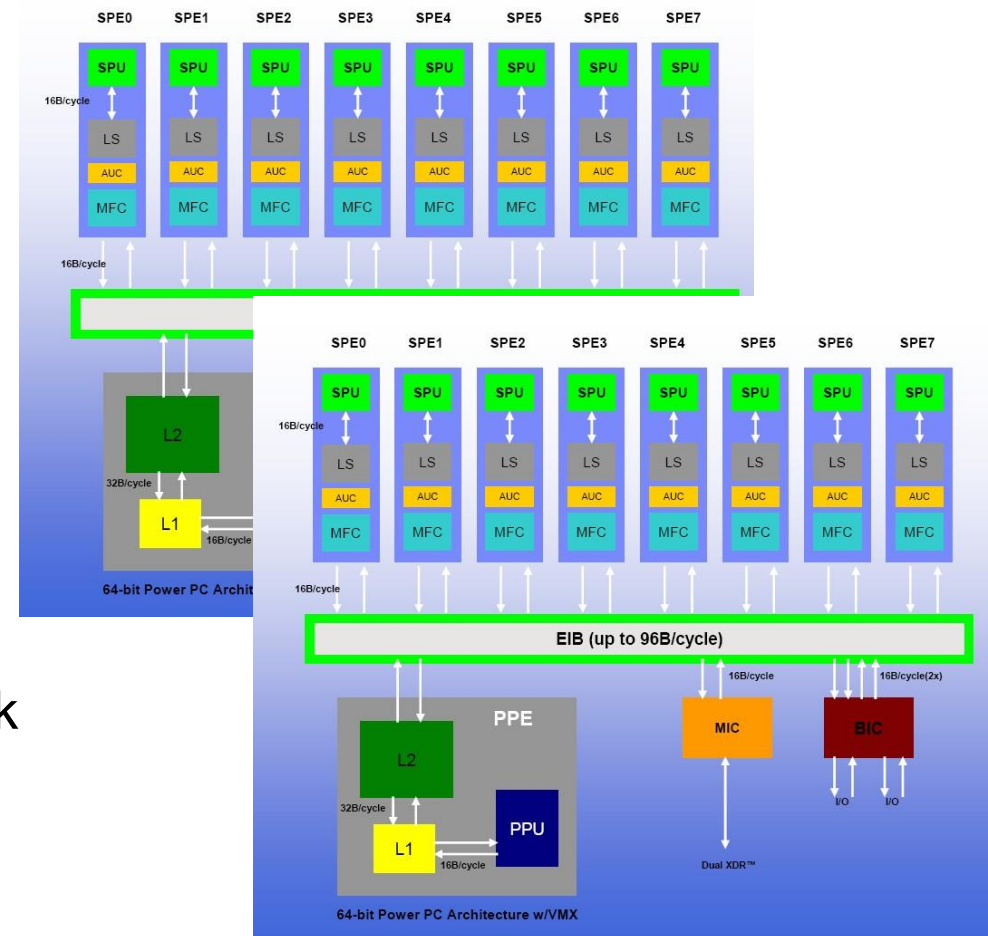 SPE0 SPE1 SPE2 SPE3 SPE4 SPE5 SPE6 SPE7
SPU SPU SPU SPU SPU SPU SPU SPU
16B/cycle
LS LS LS LS LS LS LS LS
AUC AUC AUC AUC AUC AUC AUC AUC
MFC MFC MFC MFC MFC MFC MFC MFC
16B/cycle
L2
32B/cycle
L1
16B/cycle
64-bit Power PC Archit
k
SPE0 SPE1 SPE2 SPE3 SPE4 SPE5 SPE6 SPE7
SPU SPU SPU SPU SPU SPU SPU SPU
16B/cycle
LS LS LS LS LS LS LS LS
AUC AUC AUC AUC AUC AUC AUC AUC
MFC MFC MFC MFC MFC MFC MFC MFC
16B/cycle
EIB (up to 96B/cycle)
16B/cycle 16B/cycle(2x)
PPE
MIC BIC
L2
I/O I/O
32B/cycle
PPU
L1
16B/cycle
Dual XDR™
64-bit Power PC Architecture w/VMX